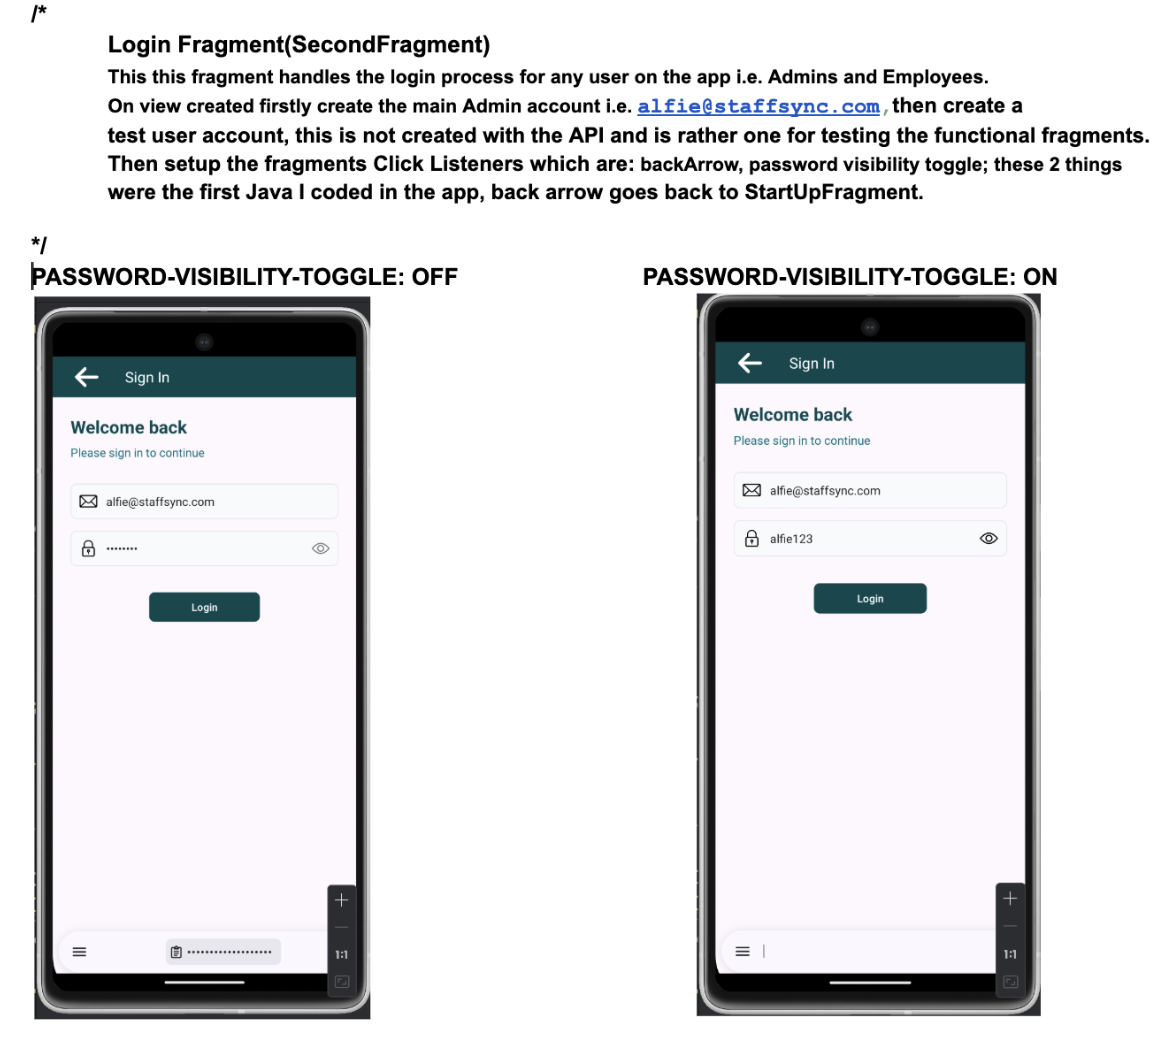 /*
Login Fragment(SecondFragment)
This this fragment handles the login process for any user on the app i.e. Admins and Employees.
On view created firstly create the main Admin account i.e. alfie@staffsync.com, then create a
test user account, this is not created with the API and is rather one for testing the functional fragments.
Then setup the fragments Click Listeners which are: backArrow, password visibility toggle; these 2 things
were the first Java I coded in the app, back arrow goes back to StartUpFragment.
*/
PASSWORD-VISIBILITY-TOGGLE: OFF
Sign In
Welcome back
Please sign in to continue
alfie@staffsync.com
••••••••
Login
•••••••••••••••••••
1:1
PASSWORD-VISIBILITY-TOGGLE: ON
Sign In
Welcome back
Please sign in to continue
alfie@staffsync.com
alfie123
Login
1:1